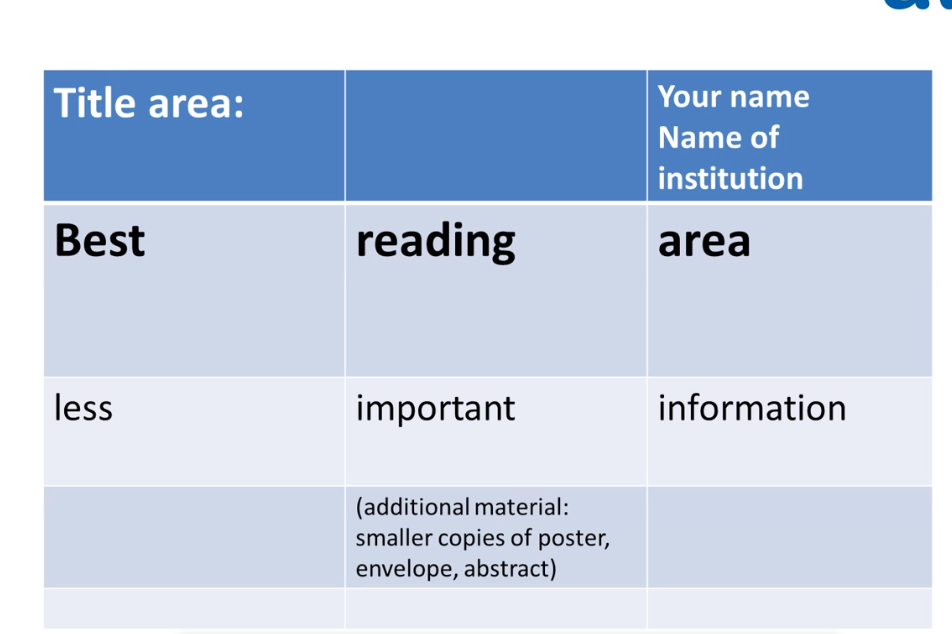 Title area:
Your name
Name of
institution
Best reading area
less important information
(additional material:
smaller copies of poster,
envelope, abstract)